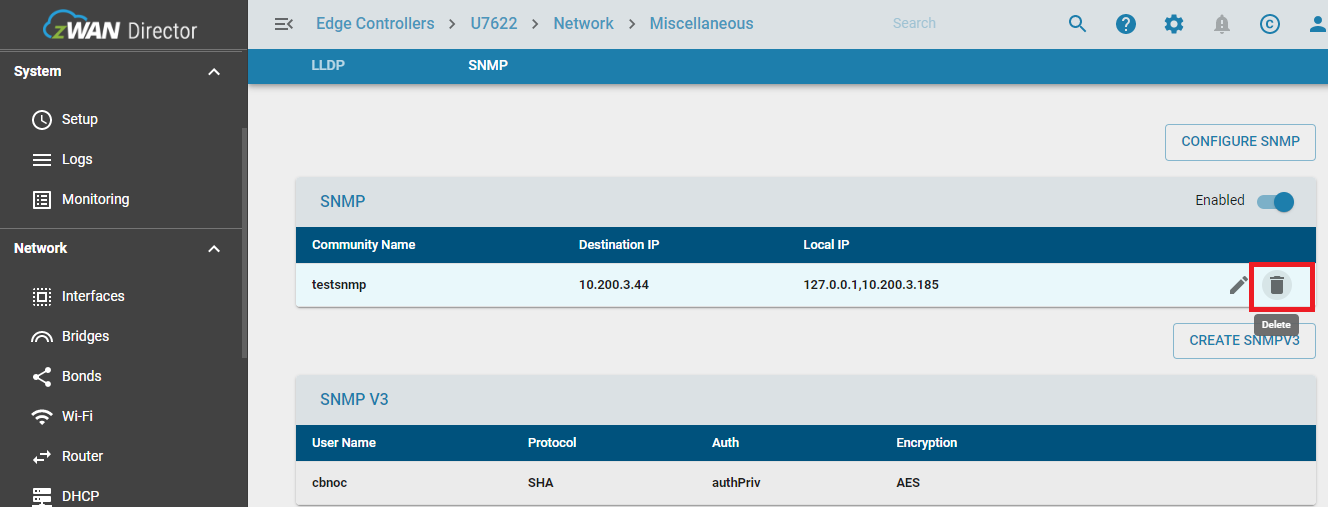 zWAN Director
Edge Controllers > U7622 > Network > Miscellaneous
Search
LLDP SNMP
System
Setup
Logs
Monitoring
Network
Interfaces
Bridges
Bonds
Wi-Fi
Router
DHCP
CONFIGURE SNMP
SNMP Enabled
Community Name Destination IP Local IP
testsnmp 10.200.3.44 127.0.0.1,10.200.3.185
Delete
CREATE SNMPV3
SNMP V3
User Name Protocol Auth Encryption
cbnoc SHA authPriv AES